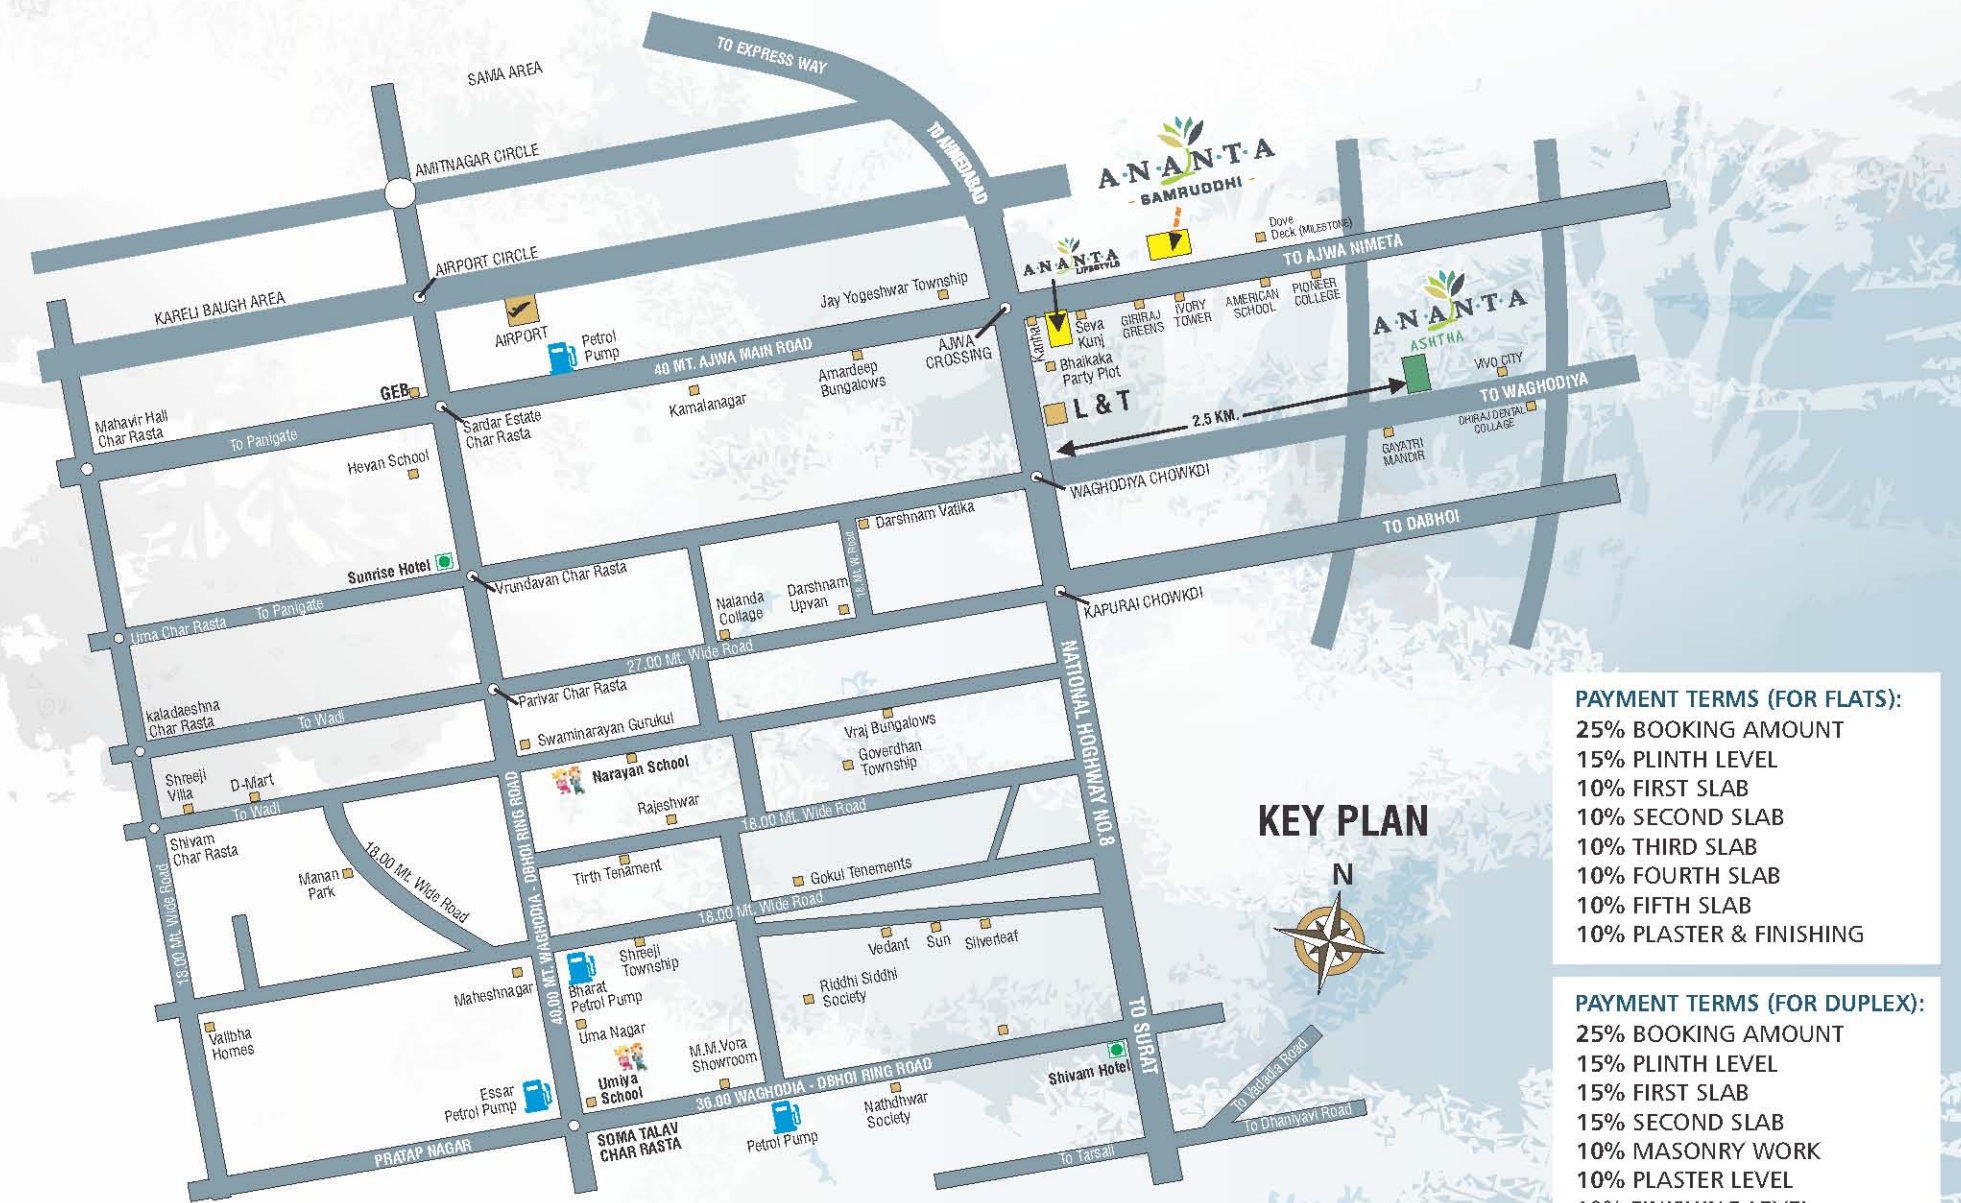 SAMA AREA
TO EXPRESS WAY
TO AHMEDABAD
AMITNAGAR CIRCLE
AIRPORT CIRCLE
KARELI BAUGH AREA
AIRPORT
Petrol
Pump
Jay Yogeshwar Township
40 MT. AJWA MAIN ROAD
AJWA
CROSSING
Amardeep
Bungalows
Kamalanagar
GEB
Sardar Estate
Char Rasta
Mahavir Hall
Char Rasta
To Panigate
Hevan School
A·N·A·N·T·A
- SAMRUDDHI -
A·N·A·N·T·A
LIFESTYLE
Dove
Deck (MILESTONE)
TO AJWA NIMETA
Kanha
Seva
Kunj
GIRIRAJ
GREENS
IVORY
TOWER
AMERICAN
SCHOOL
PIONEER
COLLEGE
Bhaikaka
Party Plot
L & T
A·N·A·N·T·A
ASHTHA
VIVO CITY
2.5 KM.
TO WAGHODIYA
DHIRAJ DENTAL
COLLAGE
GAYATRI
MANDIR
WAGHODIYA CHOWKDI
TO DABHOI
Darshnam Vatika
18. Mt. W. Road
Sunrise Hotel
Vrundavan Char Rasta
To Panigate
Uma Char Rasta
Nalanda
Collage
Darshnam
Upvan
KAPURAI CHOWKDI
27.00 Mt. Wide Road
Parivar Char Rasta
To Wadi
kaladaeshna
Char Rasta
Swaminarayan Gurukul
NATIONAL HOGHWAY NO.8
Vraj Bungalows
Goverdhan
Township
Narayan School
Shreeji
Villa
D-Mart
To Wadi
Rajeshwar
18.00 Mt. Wide Road
Shivam
Char Rasta
18.00 Mt. Wide Road
Manan
Park
18.00 Mt. Wide Road
Tirth Tenament
Gokul Tenements
18.00 Mt. Wide Road
40.00 MT. WAGHODIA - DBHOI RING ROAD
Vedant
Sun
Silverleaf
Shreeji
Township
Maheshnagar
Bharat
Petrol Pump
Riddhi Siddhi
Society
Vallbha
Homes
Uma Nagar
M.M.Vora
Showroom
Umiya
School
Essar
Petrol Pump
36.00 WAGHODIA - DBHOI RING ROAD
Shivam Hotel
TO SURAT
Nathdhwar
Society
Petrol Pump
SOMA TALAV
CHAR RASTA
PRATAP NAGAR
To Vadadla Road
To Dhaniyavi Road
To Tarsali
KEY PLAN
N
PAYMENT TERMS (FOR FLATS):
25% BOOKING AMOUNT
15% PLINTH LEVEL
10% FIRST SLAB
10% SECOND SLAB
10% THIRD SLAB
10% FOURTH SLAB
10% FIFTH SLAB
10% PLASTER & FINISHING
PAYMENT TERMS (FOR DUPLEX):
25% BOOKING AMOUNT
15% PLINTH LEVEL
15% FIRST SLAB
15% SECOND SLAB
10% MASONRY WORK
10% PLASTER LEVEL